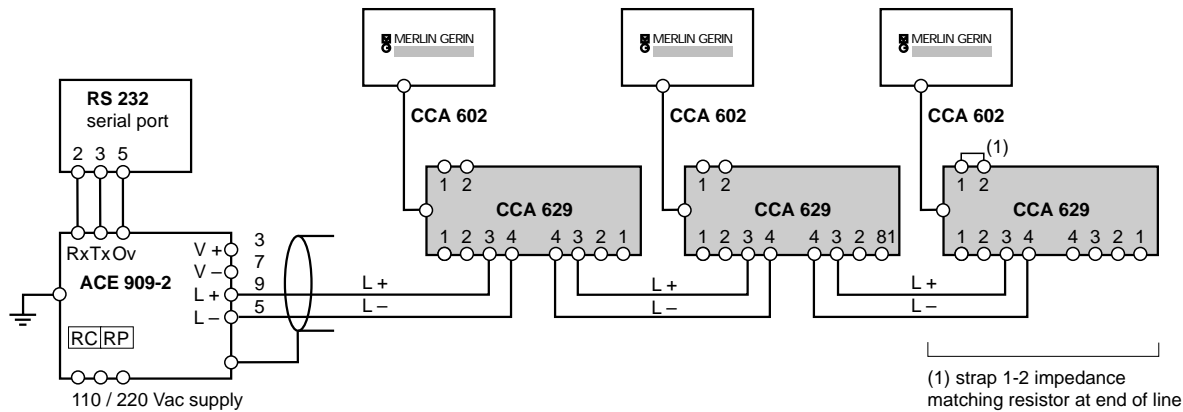 MERLIN GERIN
MERLIN GERIN
MERLIN GERIN
RS 232
serial port
2 3 5
CCA 602
CCA 602
CCA 602
(1)
1 2
1 2
1 2
CCA 629
CCA 629
CCA 629
1 2 3 4 4 3 2 1
1 2 3 4 4 3 2 81
1 2 3 4 4 3 2 1
Rx Tx Ov
ACE 909-2
V + 3
V – 7
L + 9
L – 5
RC RP
L +
L –
L +
L –
L +
L –
110 / 220 Vac supply
(1) strap 1-2 impedance
matching resistor at end of line